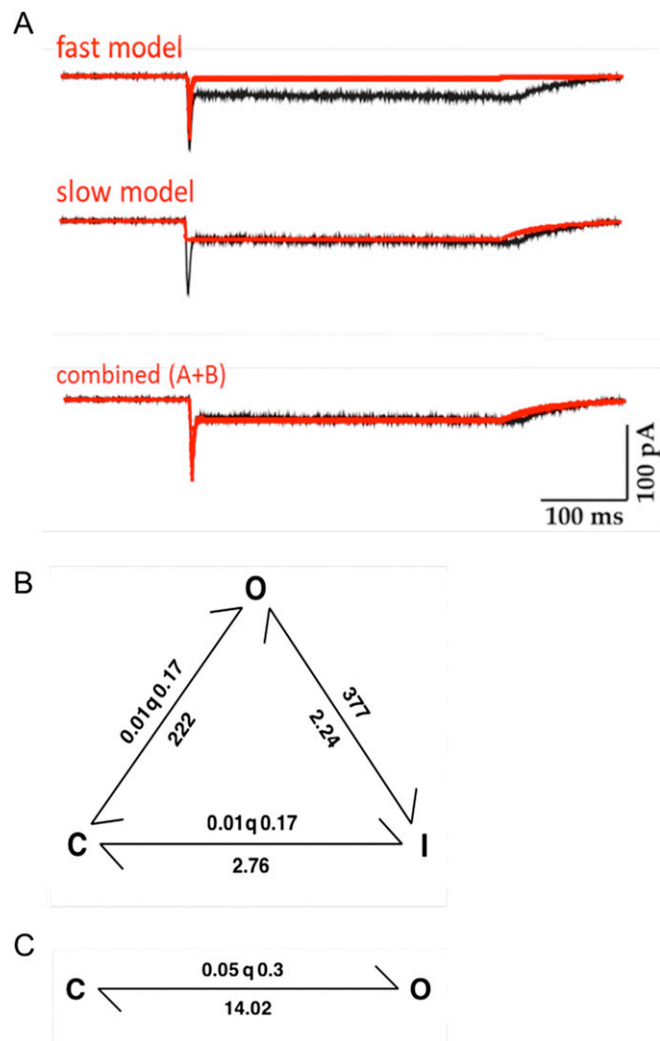 A
fast model
slow model
combined (A+B)
100 pA
100 ms
B
O
0.01q 0.17
222
377
2.24
C
0.01q 0.17
I
2.76
C
C
0.05 q 0.3
O
14.02